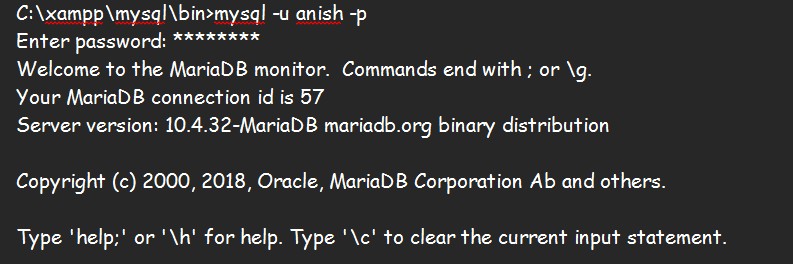 C:\xampp\mysql\bin>mysql -u anish -p
Enter password: ********
Welcome to the MariaDB monitor.  Commands end with ; or \g.
Your MariaDB connection id is 57
Server version: 10.4.32-MariaDB mariadb.org binary distribution
Copyright (c) 2000, 2018, Oracle, MariaDB Corporation Ab and others.
Type 'help;' or '\h' for help. Type '\c' to clear the current input statement.